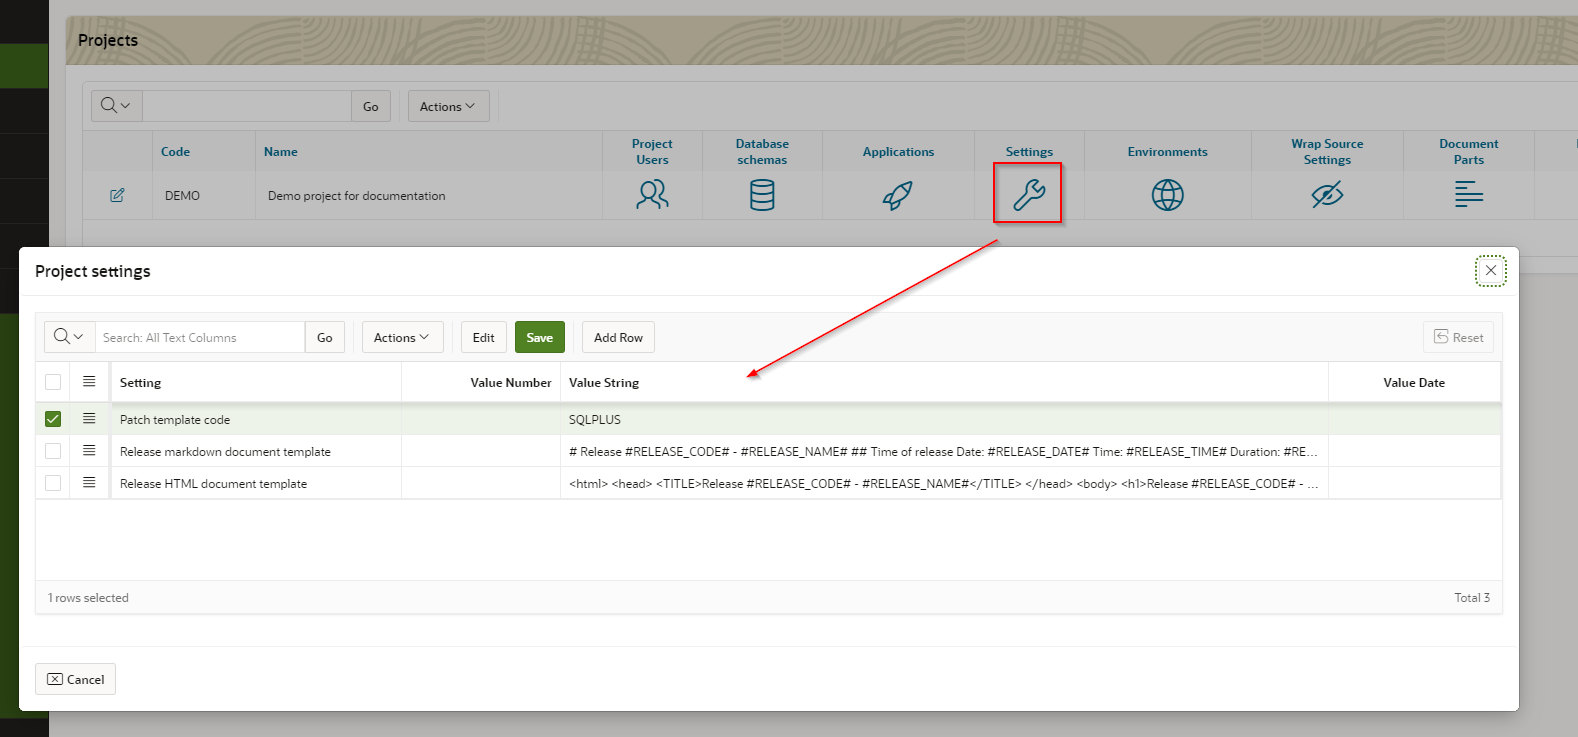 Projects
Go Actions
Code Name Project Users Database schemas Applications Settings Environments Wrap Source Settings Document Parts
DEMO Demo project for documentation
Project settings
Search: All Text Columns Go Actions Edit Save Add Row Reset
Setting Value Number Value String Value Date
Patch template code SQLPLUS
Release markdown document template # Release #RELEASE_CODE# - #RELEASE_NAME# ## Time of release Date: #RELEASE_DATE# Time: #RELEASE_TIME# Duration: #RE...
Release HTML document template <html> <head> <TITLE>Release #RELEASE_CODE# - #RELEASE_NAME#</TITLE> </head> <body> <h1>Release #RELEASE_CODE# - ...
1 rows selected Total 3
Cancel